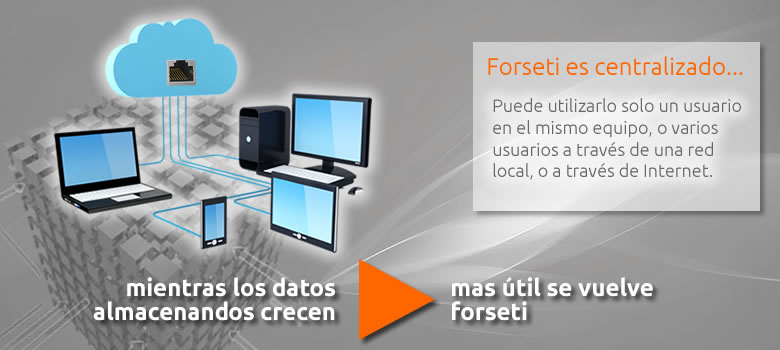 Forseti es centralizado...
Puede utilizarlo solo un usuario
en el mismo equipo, o varios
usuarios a través de una red
local, o a través de Internet.
mientras los datos
almacenandos crecen
mas útil se vuelve
forseti